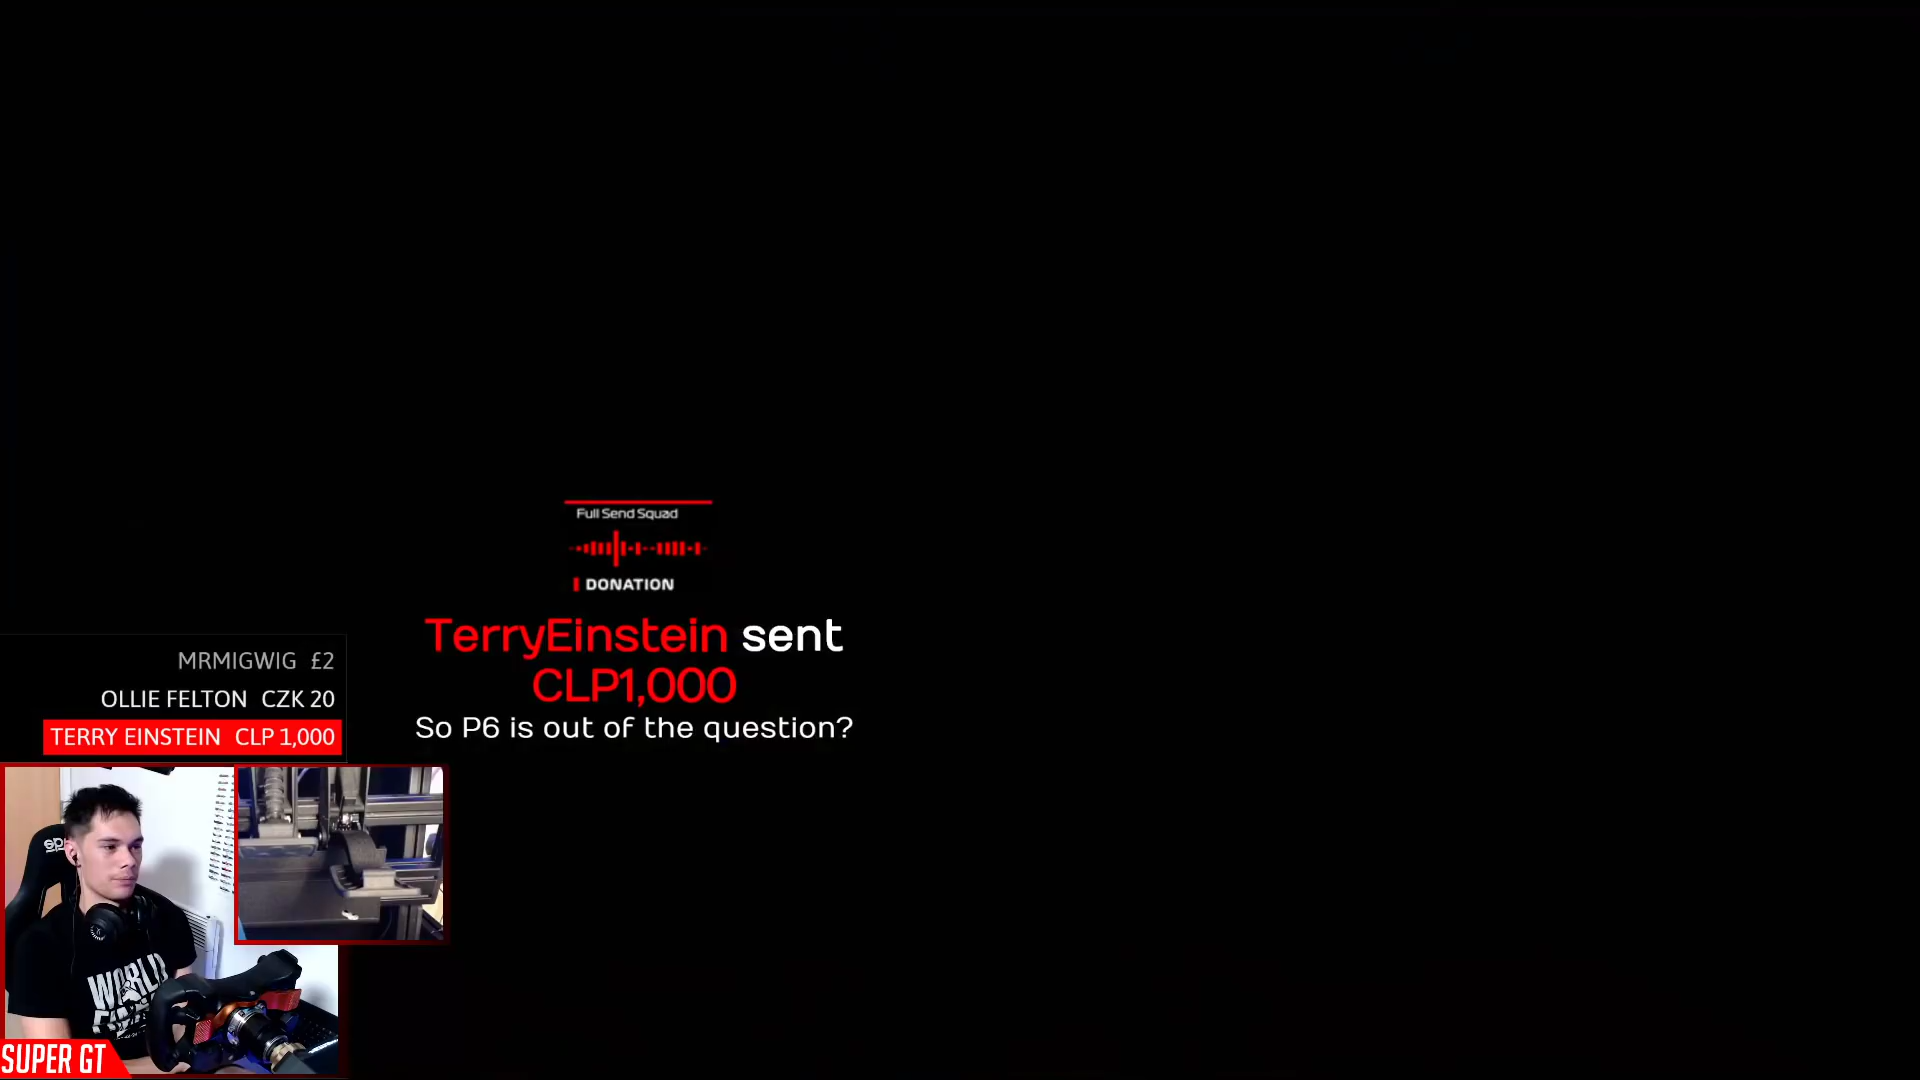 Full Send Squad
DONATION
TerryEinstein sent
CLP1,000
So P6 is out of the question?
MRMIGWIG £2
OLLIE FELTON CZK 20
TERRY EINSTEIN CLP 1,000
WORLD
SUPER GT